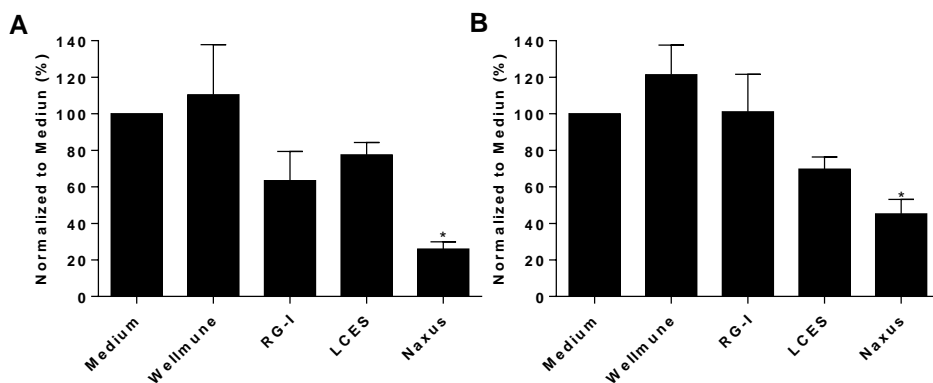 A
Normalized to Mediun (%)
140
120
100
80
60
40
20
0
*
Medium
Wellmune
RG-I
LCES
Naxus
B
Normalized to Mediun (%)
140
120
100
80
60
40
20
0
*
Medium
Wellmune
RG-I
LCES
Naxus